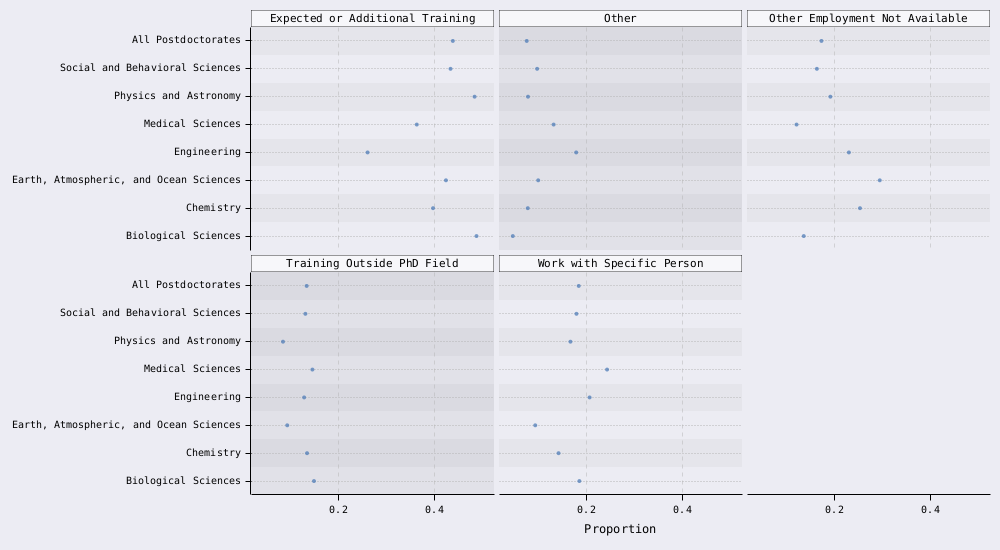 Expected or Additional Training
Other
Other Employment Not Available
All Postdoctorates
Social and Behavioral Sciences
Physics and Astronomy
Medical Sciences
Engineering
Earth, Atmospheric, and Ocean Sciences
Chemistry
Biological Sciences
Training Outside PhD Field
Work with Specific Person
All Postdoctorates
Social and Behavioral Sciences
Physics and Astronomy
Medical Sciences
Engineering
Earth, Atmospheric, and Ocean Sciences
Chemistry
Biological Sciences
0.2 0.4 0.2 0.4 0.2 0.4
Proportion